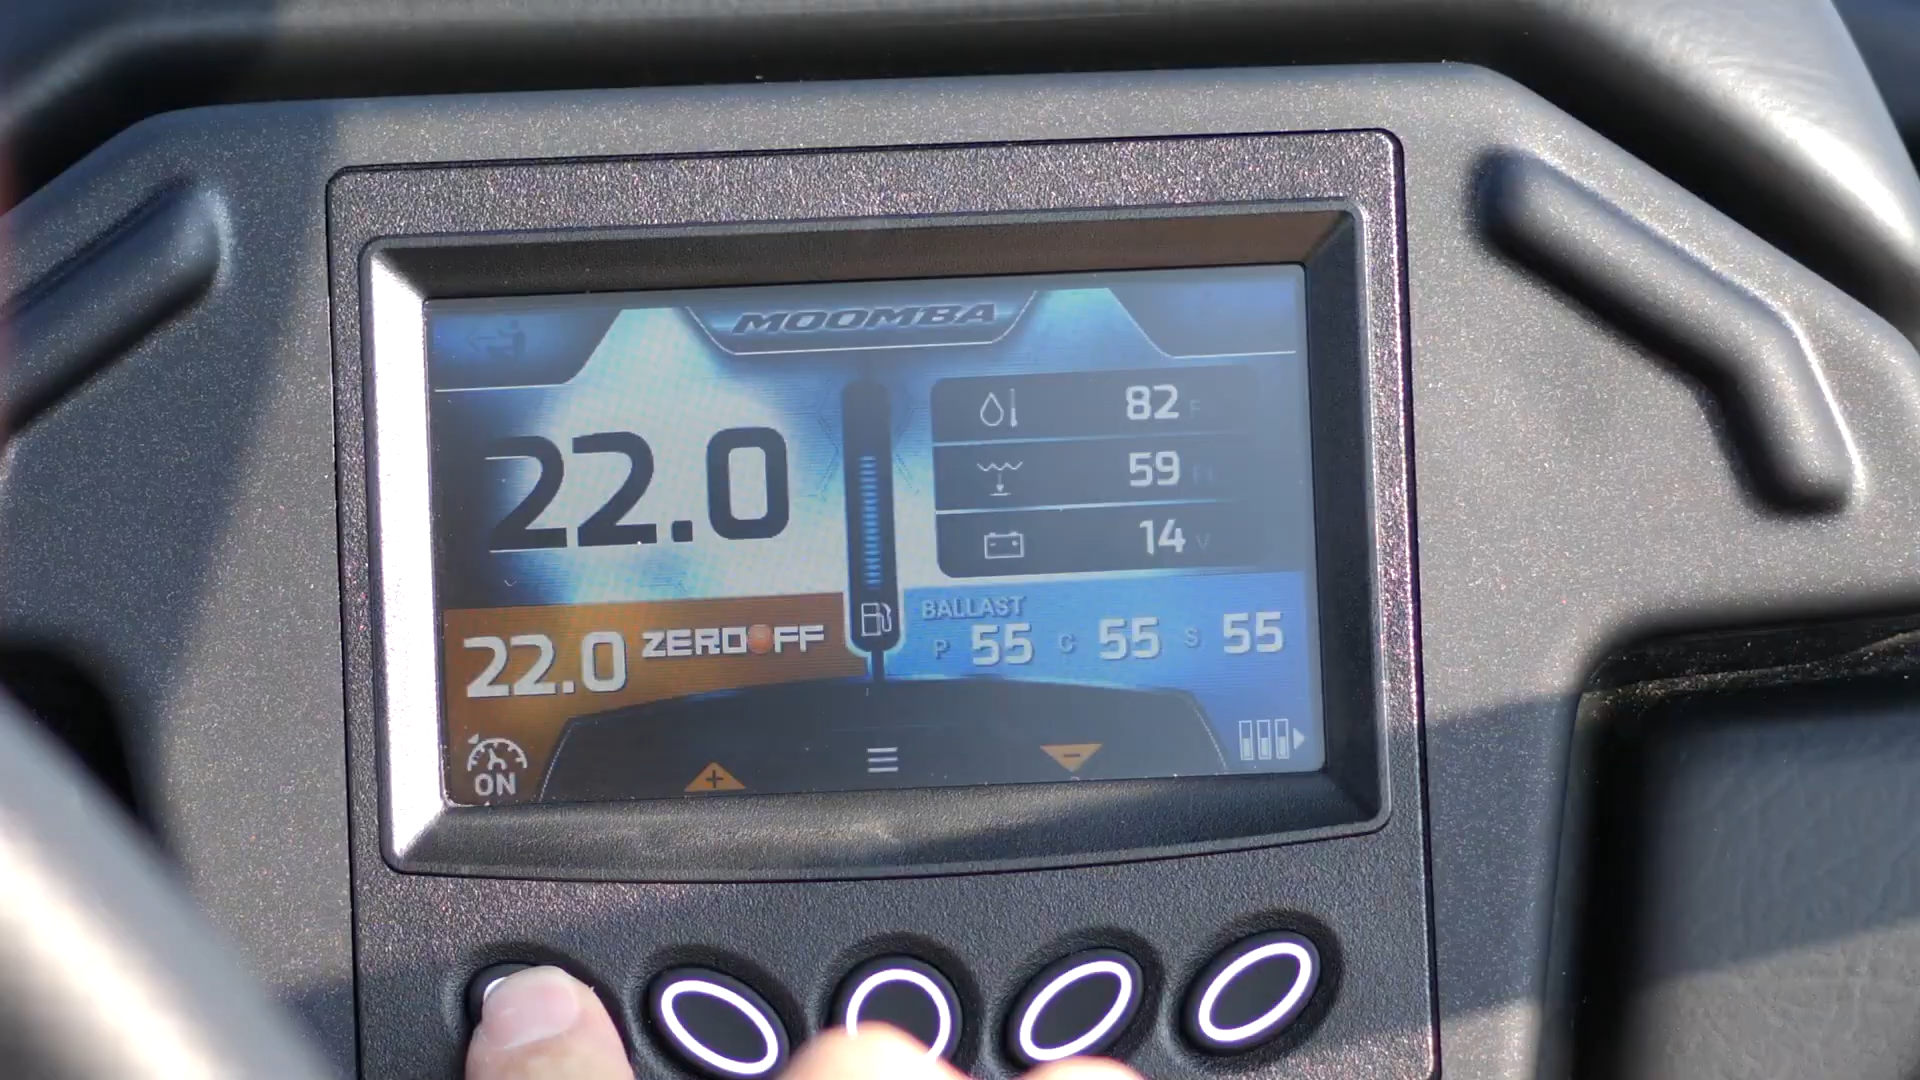 MOOMBA
22.0
82 F
59
14 V
22.0 ZERO OFF
BALLAST
P 55 C 55 S 55
ON